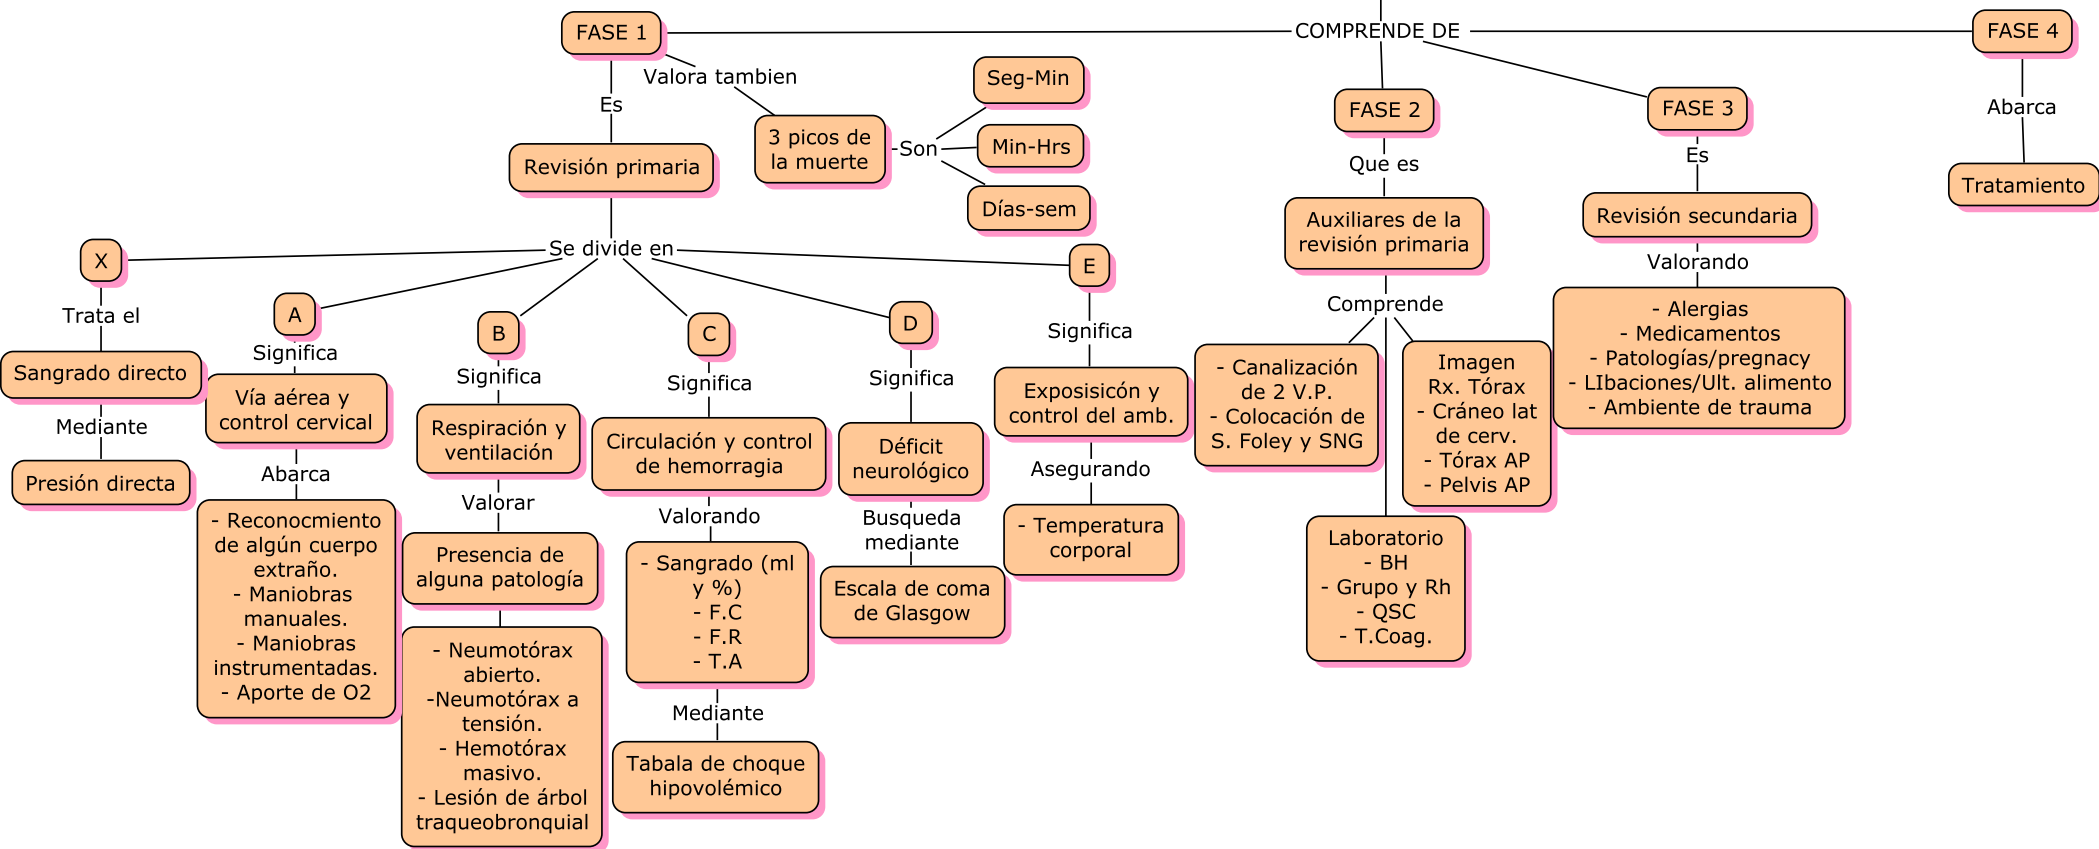 COMPRENDE DE
FASE 1
Es
Revisión primaria
Valora tambien
3 picos de
la muerte
Son
Seg-Min
Min-Hrs
Días-sem
Se divide en
X
Trata el
Sangrado directo
Mediante
Presión directa
A
Significa
Vía aérea y
control cervical
Abarca
- Reconocmiento
de algún cuerpo
extraño.
- Maniobras
manuales.
- Maniobras
instrumentadas.
- Aporte de O2
B
Significa
Respiración y
ventilación
Valorar
Presencia de
alguna patología
- Neumotórax
abierto.
-Neumotórax a
tensión.
- Hemotórax
masivo.
- Lesión de árbol
traqueobronquial
C
Significa
Circulación y control
de hemorragia
Valorando
- Sangrado (ml
y %)
- F.C
- F.R
- T.A
Mediante
Tabala de choque
hipovolémico
D
Significa
Déficit
neurológico
Busqueda
mediante
Escala de coma
de Glasgow
E
Significa
Exposisicón y
control del amb.
Asegurando
- Temperatura
corporal
FASE 2
Que es
Auxiliares de la
revisión primaria
Comprende
- Canalización
de 2 V.P.
- Colocación de
S. Foley y SNG
Laboratorio
- BH
- Grupo y Rh
- QSC
- T.Coag.
Imagen
Rx. Tórax
- Cráneo lat
de cerv.
- Tórax AP
- Pelvis AP
FASE 3
Es
Revisión secundaria
Valorando
- Alergias
- Medicamentos
- Patologías/pregnacy
- LIbaciones/Ult. alimento
- Ambiente de trauma
FASE 4
Abarca
Tratamiento